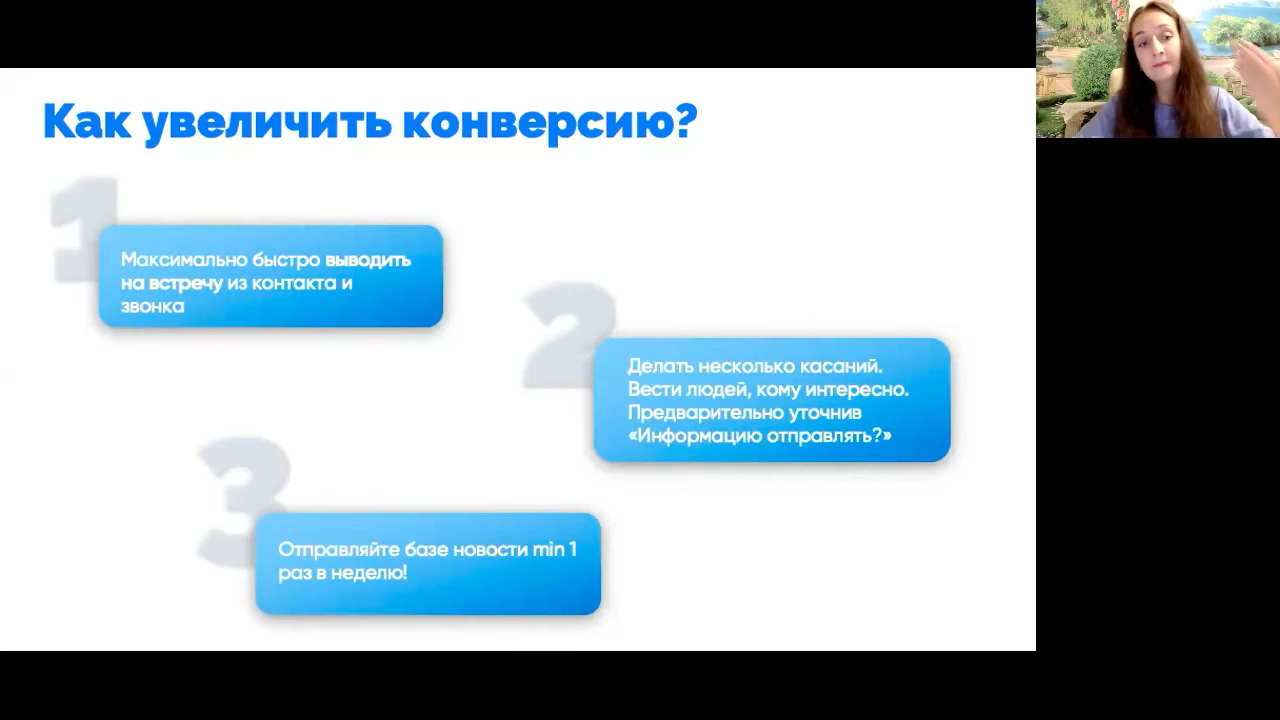 Как увеличить конверсию?
1
Максимально быстро выводить
на встречу из контакта и
звонка
2
Делать несколько касаний.
Вести людей, кому интересно.
Предварительно уточнив
«Информацию отправлять?»
3
Отправляйте базе новости min 1
раз в неделю!